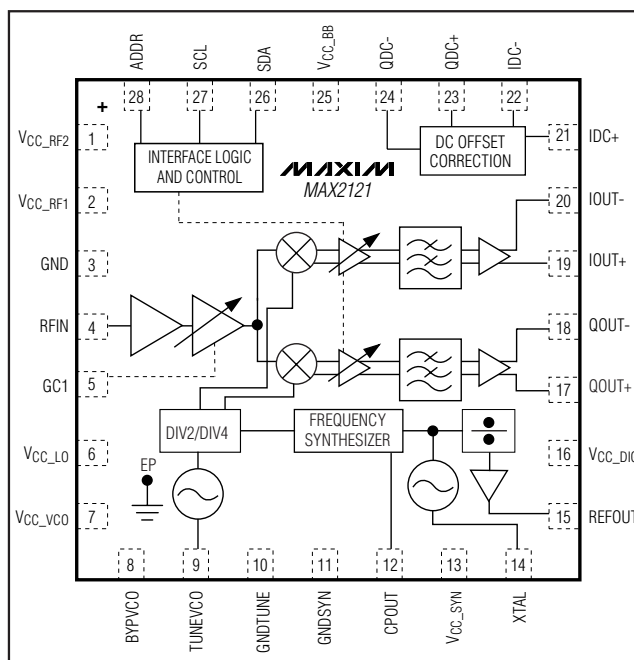 ADDR
SCL
SDA
VCC_BB
QDC-
QDC+
IDC-
28
27
26
25
24
23
22
+
VCC_RF2
1
INTERFACE LOGIC
AND CONTROL
MAXIM
MAX2121
DC OFFSET
CORRECTION
21
IDC+
VCC_RF1
2
20
IOUT-
GND
3
19
IOUT+
RFIN
4
18
QOUT-
GC1
5
17
QOUT+
DIV2/DIV4
FREQUENCY
SYNTHESIZER
VCC_LO
6
EP
16
VCC_DIG
VCC_VCO
7
15
REFOUT
8
9
10
11
12
13
14
BYPVCO
TUNEVCO
GNDTUNE
GNDSYN
CPOUT
VCC_SYN
XTAL